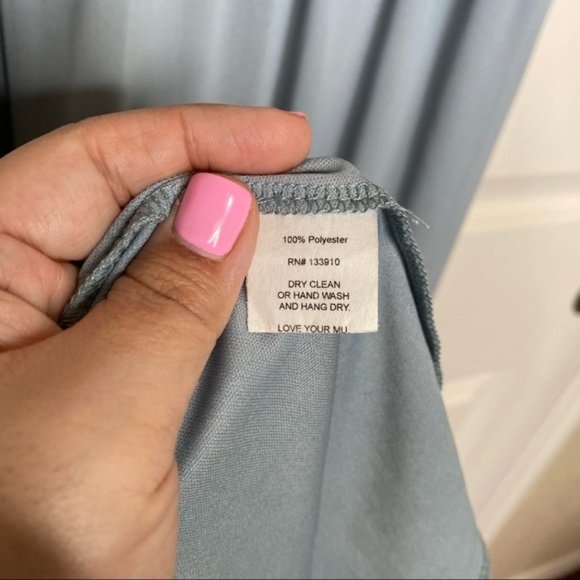 100% Polyester
RN# 133910
DRY CLEAN
OR HAND WASH
AND HANG DRY.
LOVE YOUR MU